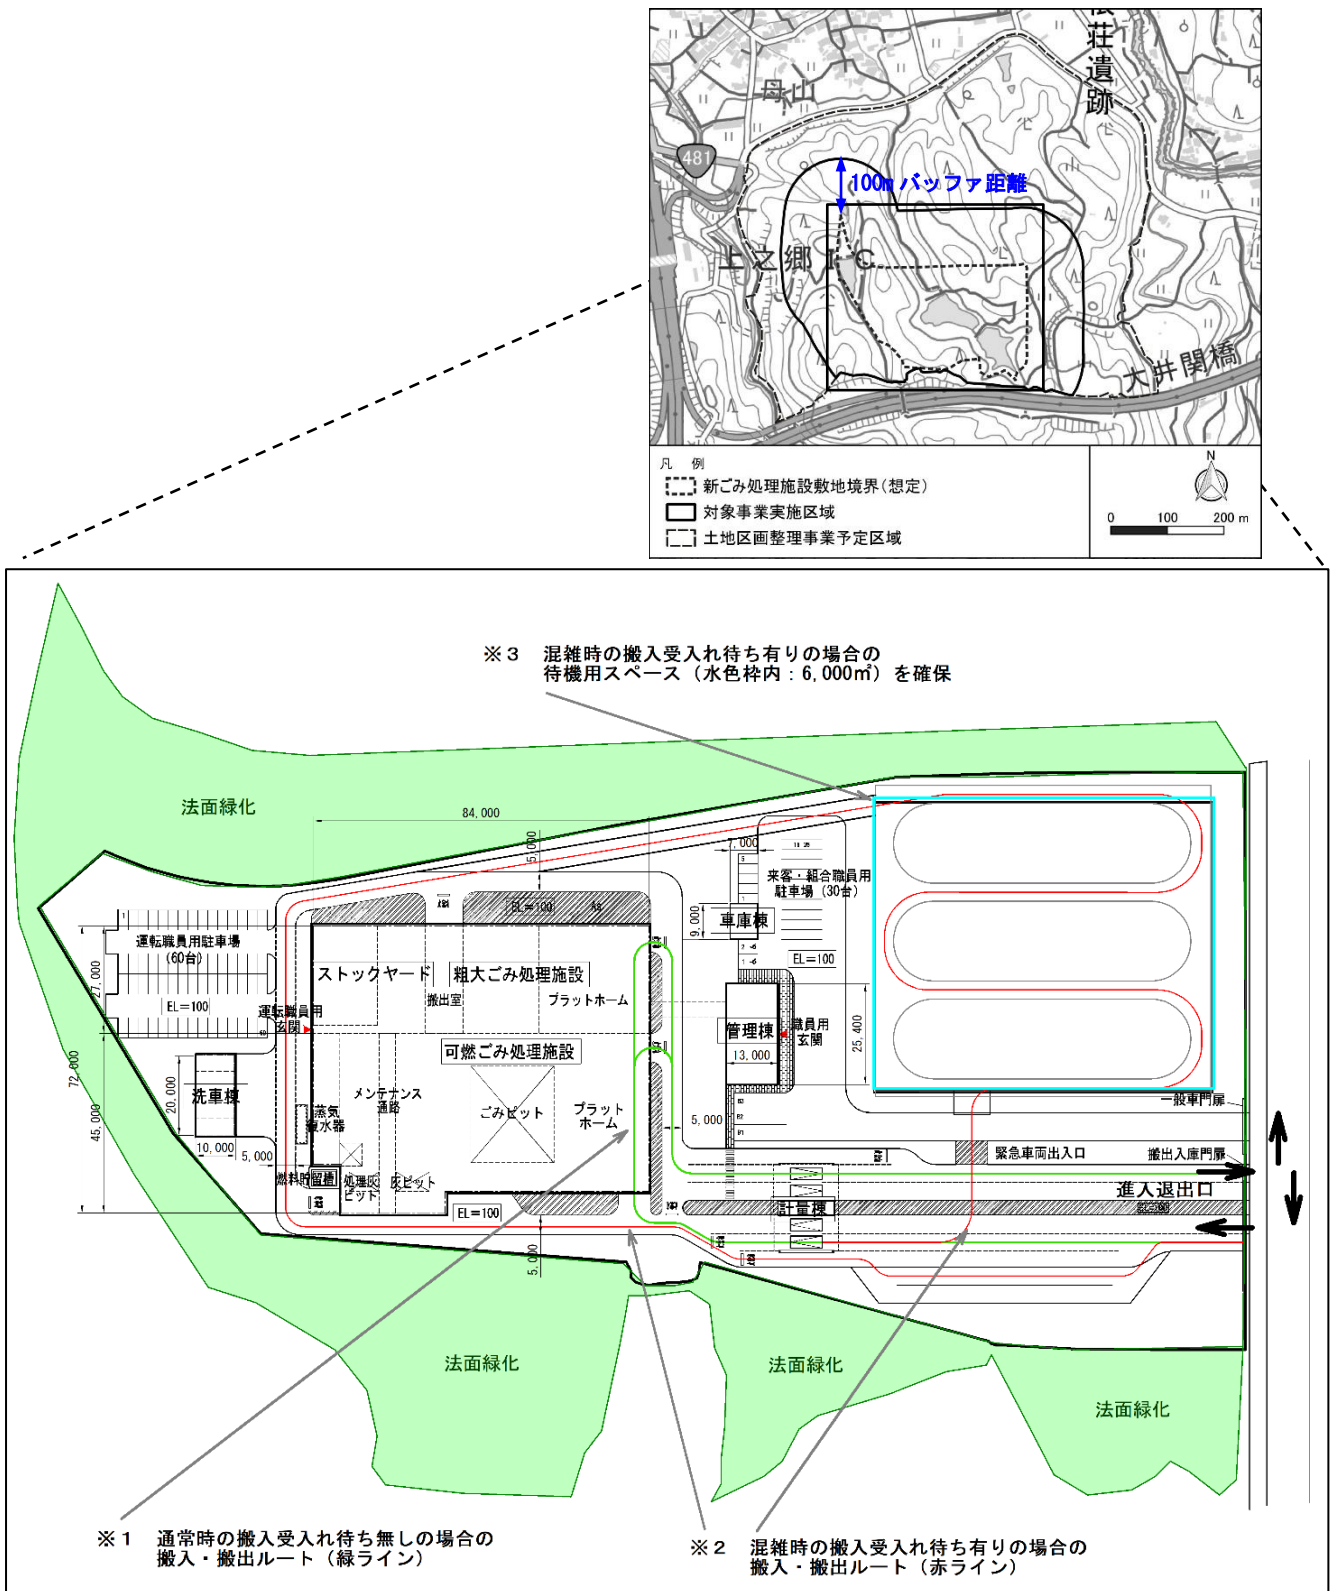 荘遺跡
母山
481
100m バッファ距離
上之郷IC
大井関橋
凡　例
新ごみ処理施設敷地境界(想定)
対象事業実施区域
土地区画整理事業予定区域
N
0 100 200 m
※３　混雑時の搬入受入れ待ち有りの場合の
待機用スペース（水色枠内：6,000㎡）を確保
法面緑化
84,000
5,000
7,000
来客・組合職員用
駐車場（30台）
車庫棟
9,000
EL=100
As
運転職員用駐車場
(60台)
EL=100
27,000
ストックヤード
粗大ごみ処理施設
搬出室
プラットホーム
EL=100
運転職員用
玄関
可燃ごみ処理施設
管理棟
13,000
職員用
玄関
25,400
72,000
45,000
洗車棟
20,000
10,000
5,000
蒸気
復水器
メンテナンス
通路
ごみピット
プラット
ホーム
5,000
一般車門扉
緊急車両出入口
搬出入庫門扉
進入退出口
燃料貯留槽
処理灰
ピット
灰ピット
EL=100
計量棟
5,000
法面緑化
法面緑化
法面緑化
※１　通常時の搬入受入れ待ち無しの場合の
搬入・搬出ルート（緑ライン）
※２　混雑時の搬入受入れ待ち有りの場合の
搬入・搬出ルート（赤ライン）